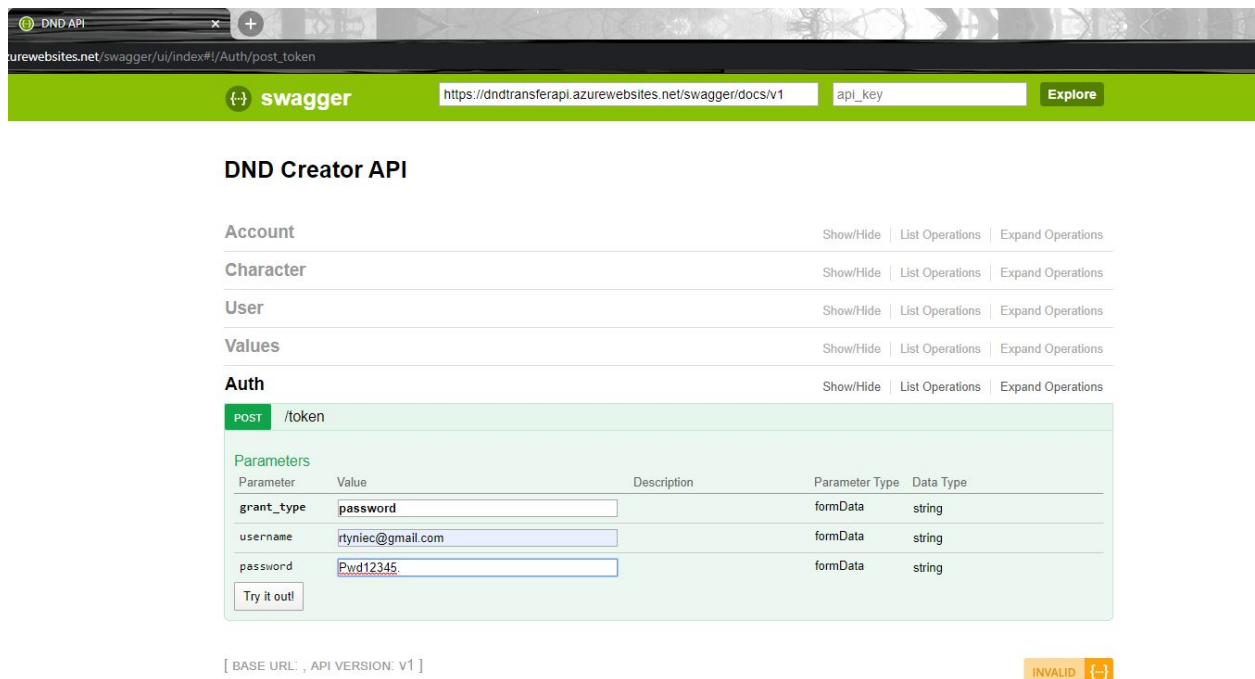 DND API
zurewebsites.net/swagger/ui/index#!/Auth/post_token
swagger https://dndtransferapi.azurewebsites.net/swagger/docs/v1 api_key Explore
DND Creator API
Account Show/Hide List Operations Expand Operations
Character Show/Hide List Operations Expand Operations
User Show/Hide List Operations Expand Operations
Values Show/Hide List Operations Expand Operations
Auth Show/Hide List Operations Expand Operations
POST /token
Parameters
Parameter Value Description Parameter Type Data Type
grant_type password formData string
username rtyniec@gmail.com formData string
password Pwd12345. formData string
Try it out!
[ BASE URL: , API VERSION: V1 ]
INVALID {...}